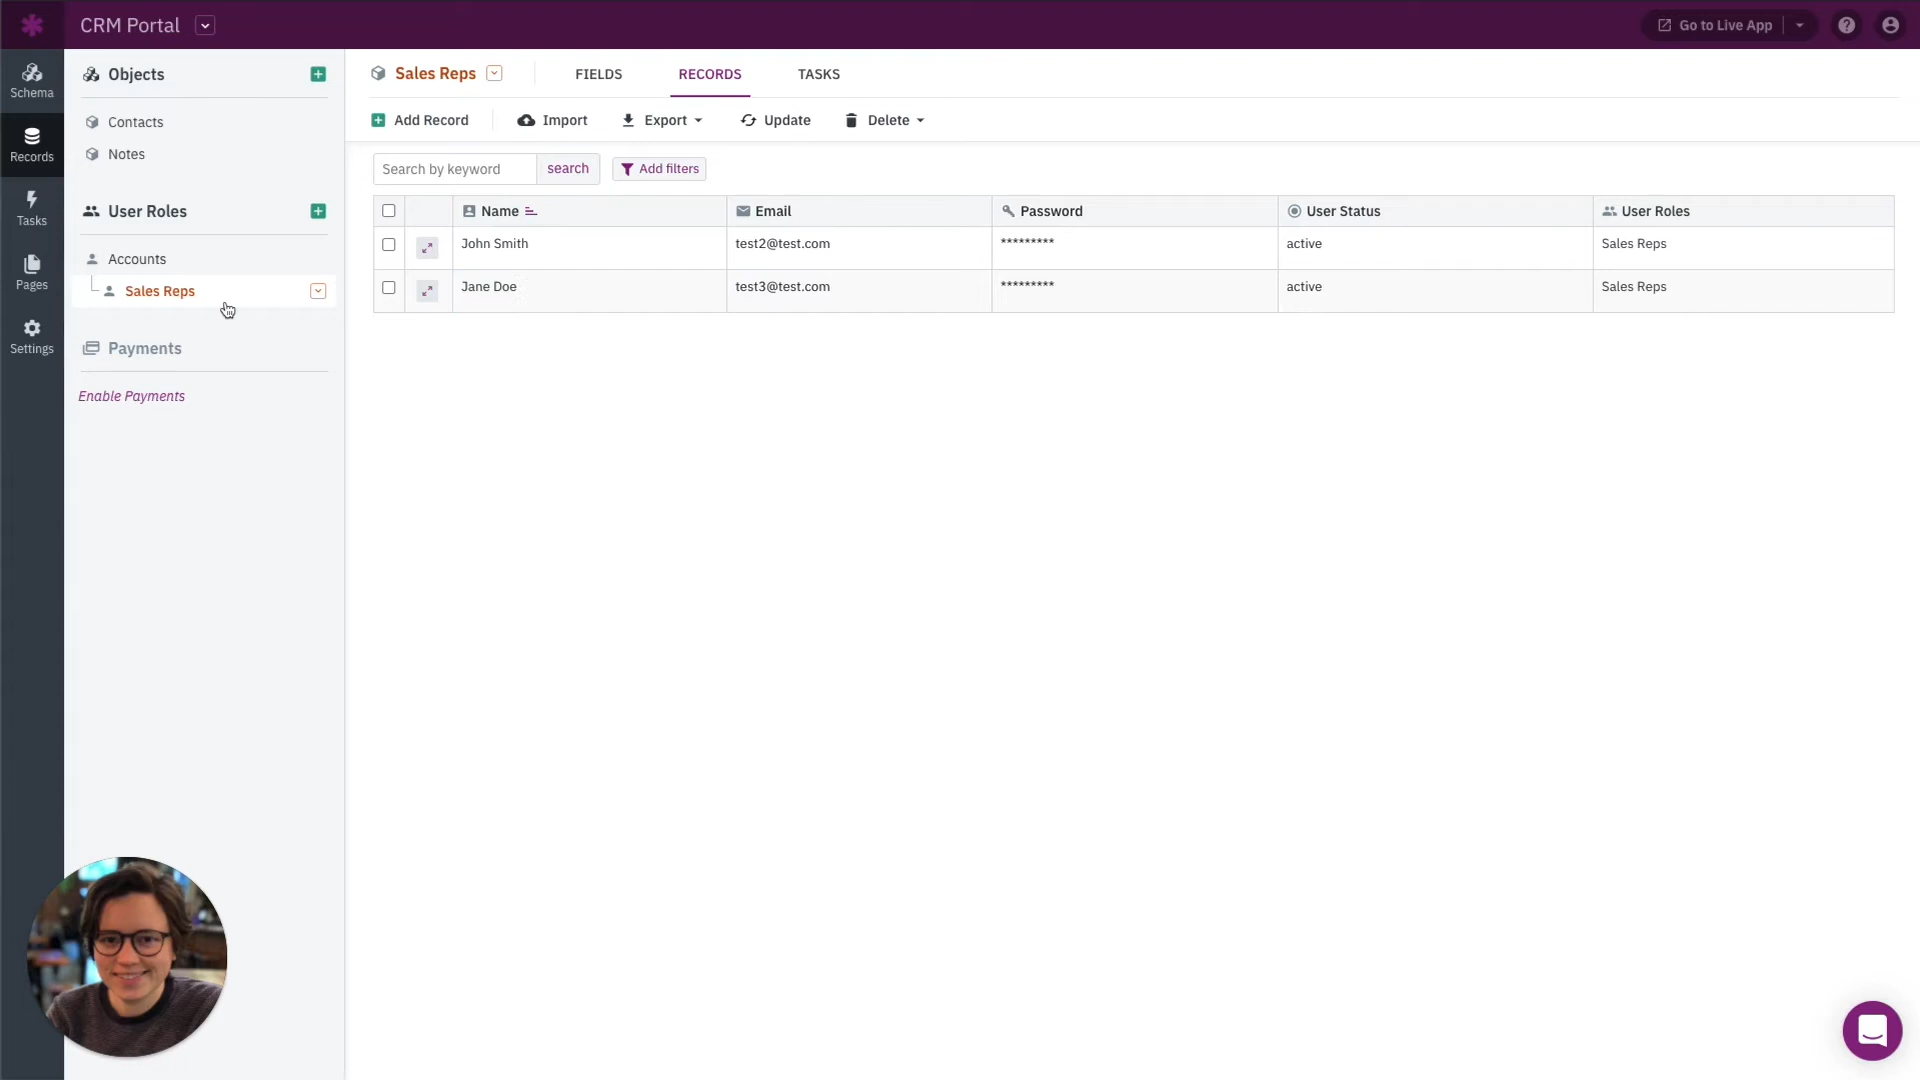 CRM Portal
Go to Live App
Schema
Records
Tasks
Pages
Settings
Objects
Contacts
Notes
User Roles
Accounts
Sales Reps
Payments
Enable Payments
Sales Reps
FIELDS
RECORDS
TASKS
Add Record
Import
Export
Update
Delete
Search by keyword
search
Add filters
Name
Email
Password
User Status
User Roles
John Smith
test2@test.com
*********
active
Sales Reps
Jane Doe
test3@test.com
*********
active
Sales Reps